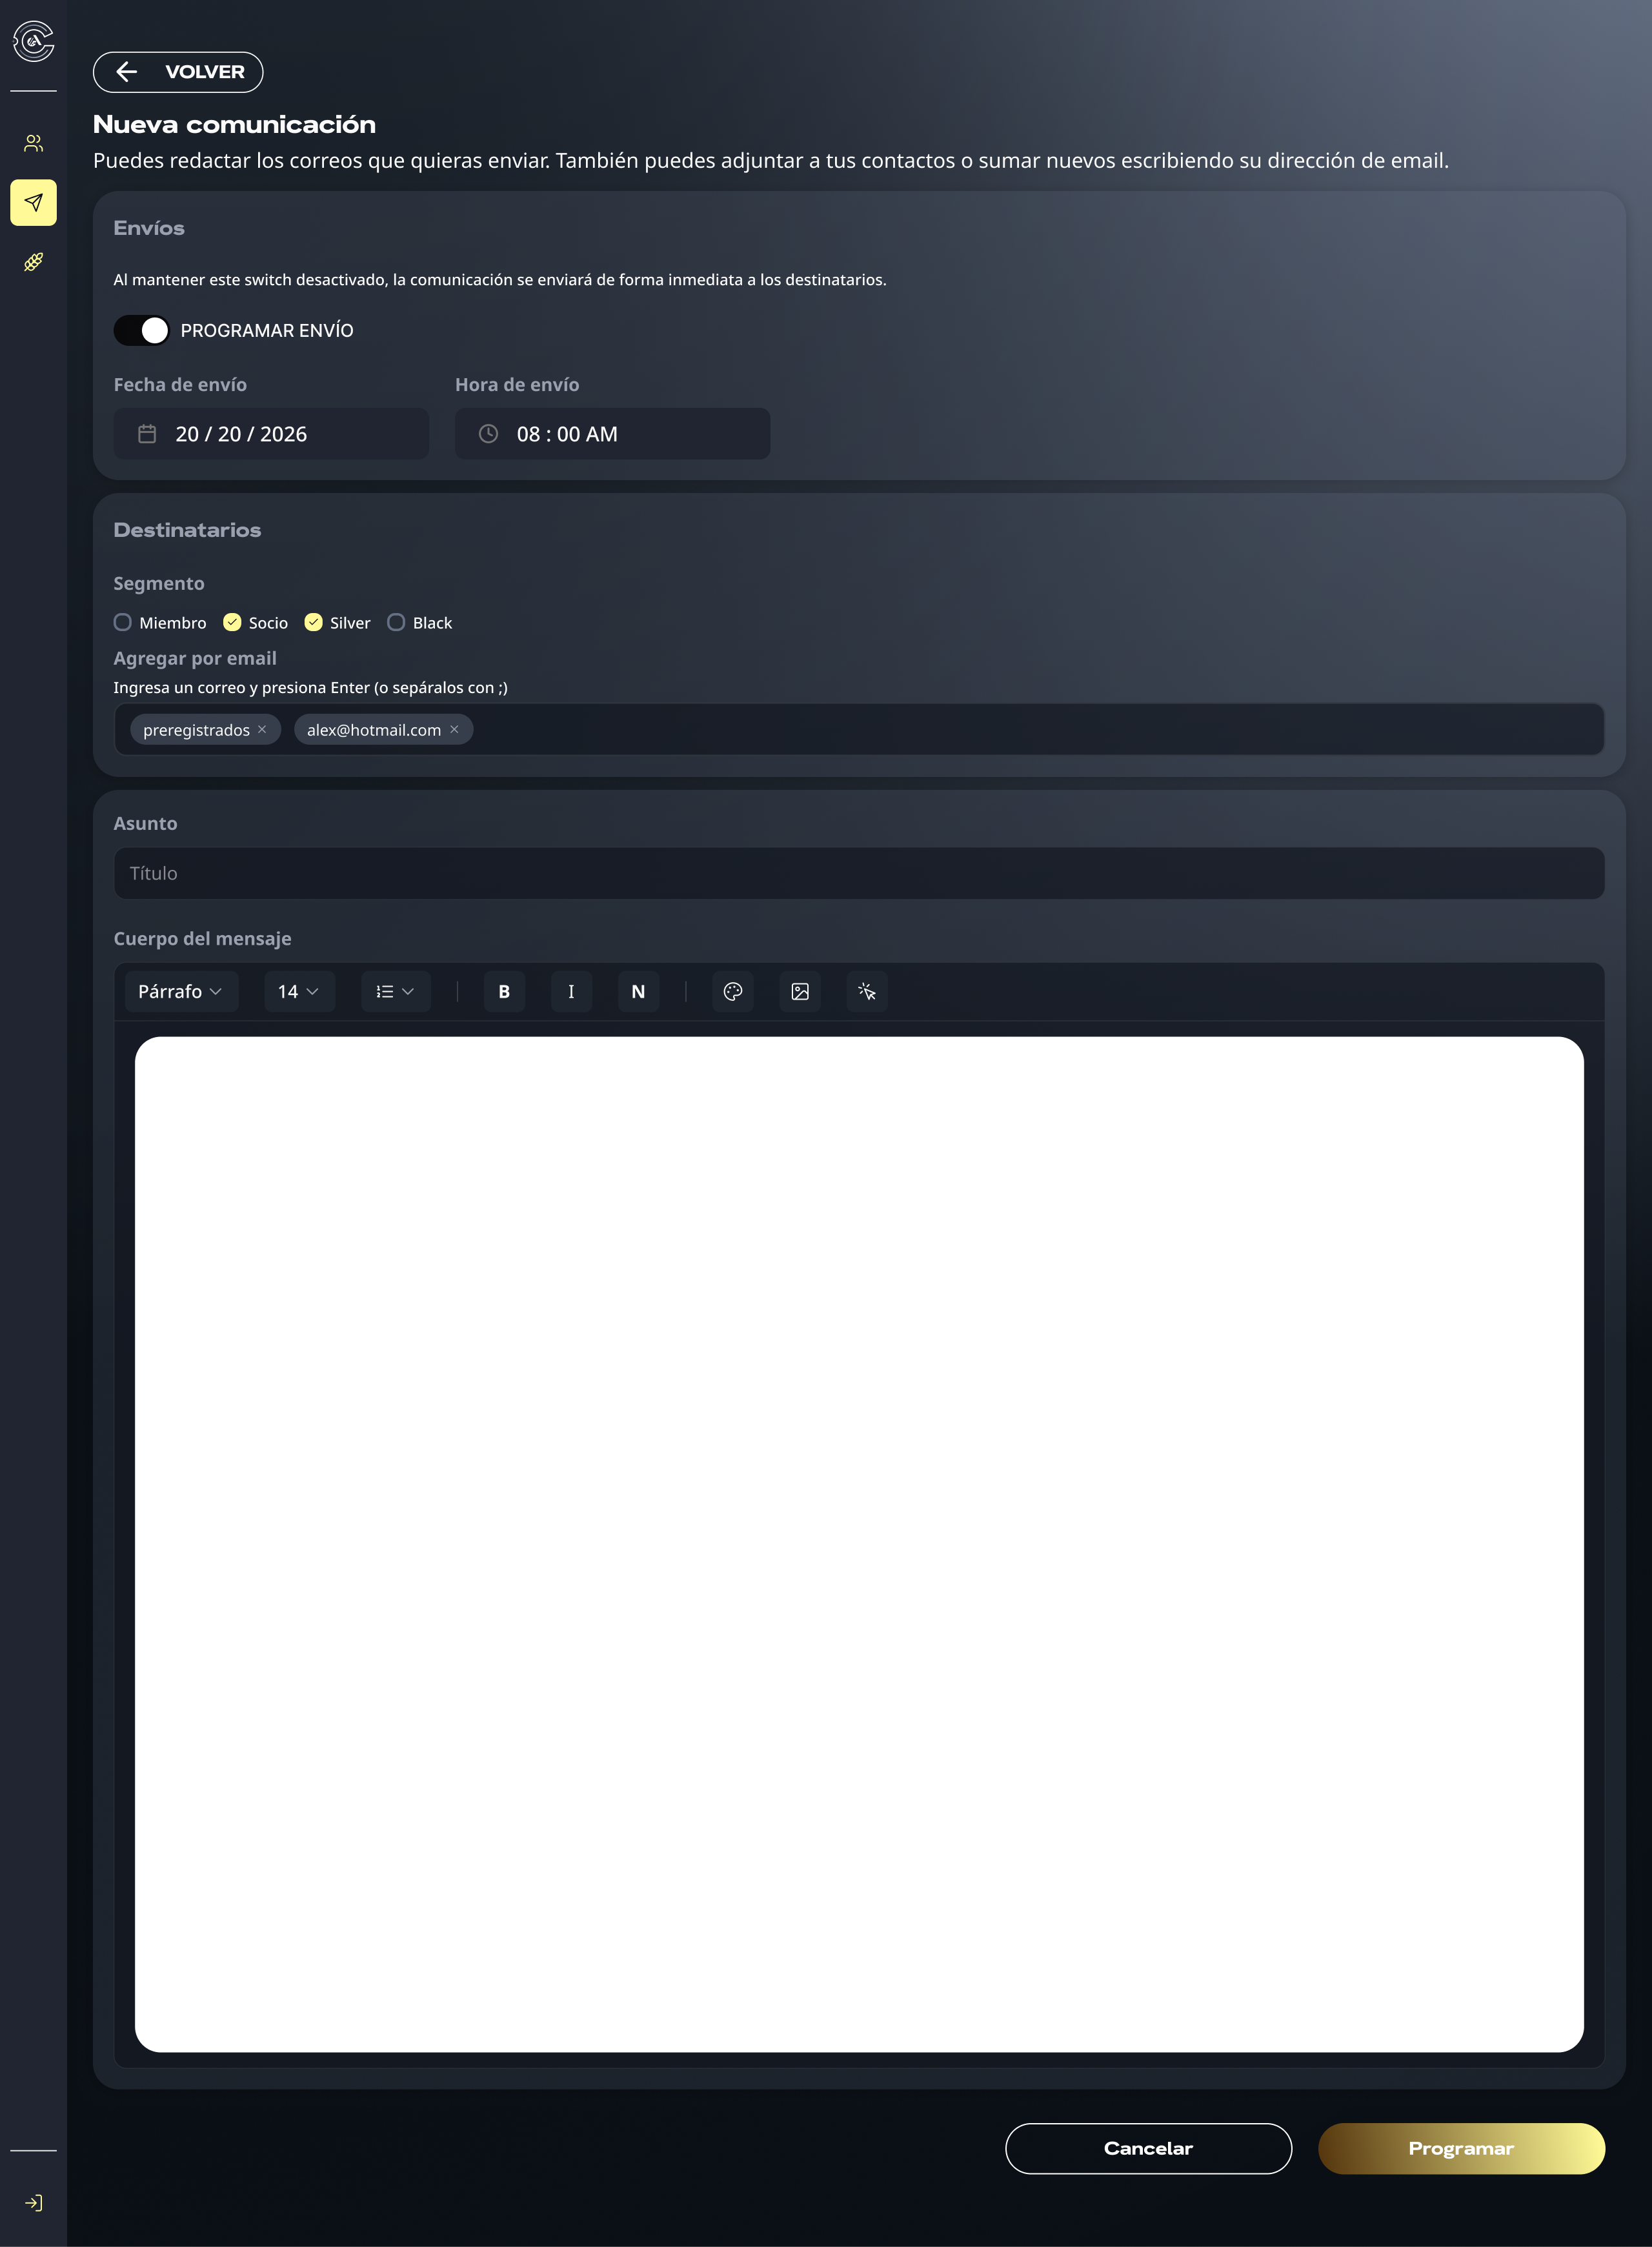 VOLVER
Nueva comunicación
Puedes redactar los correos que quieras enviar. También puedes adjuntar a tus contactos o sumar nuevos escribiendo su dirección de email.
Envíos
Al mantener este switch desactivado, la comunicación se enviará de forma inmediata a los destinatarios.
PROGRAMAR ENVÍO
Fecha de envío Hora de envío
20 / 20 / 2026 08 : 00 AM
Destinatarios
Segmento
Miembro Socio Silver Black
Agregar por email
Ingresa un correo y presiona Enter (o sepáralos con ;)
preregistrados × alex@hotmail.com ×
Asunto
Título
Cuerpo del mensaje
Párrafo 14 B I N
Cancelar Programar